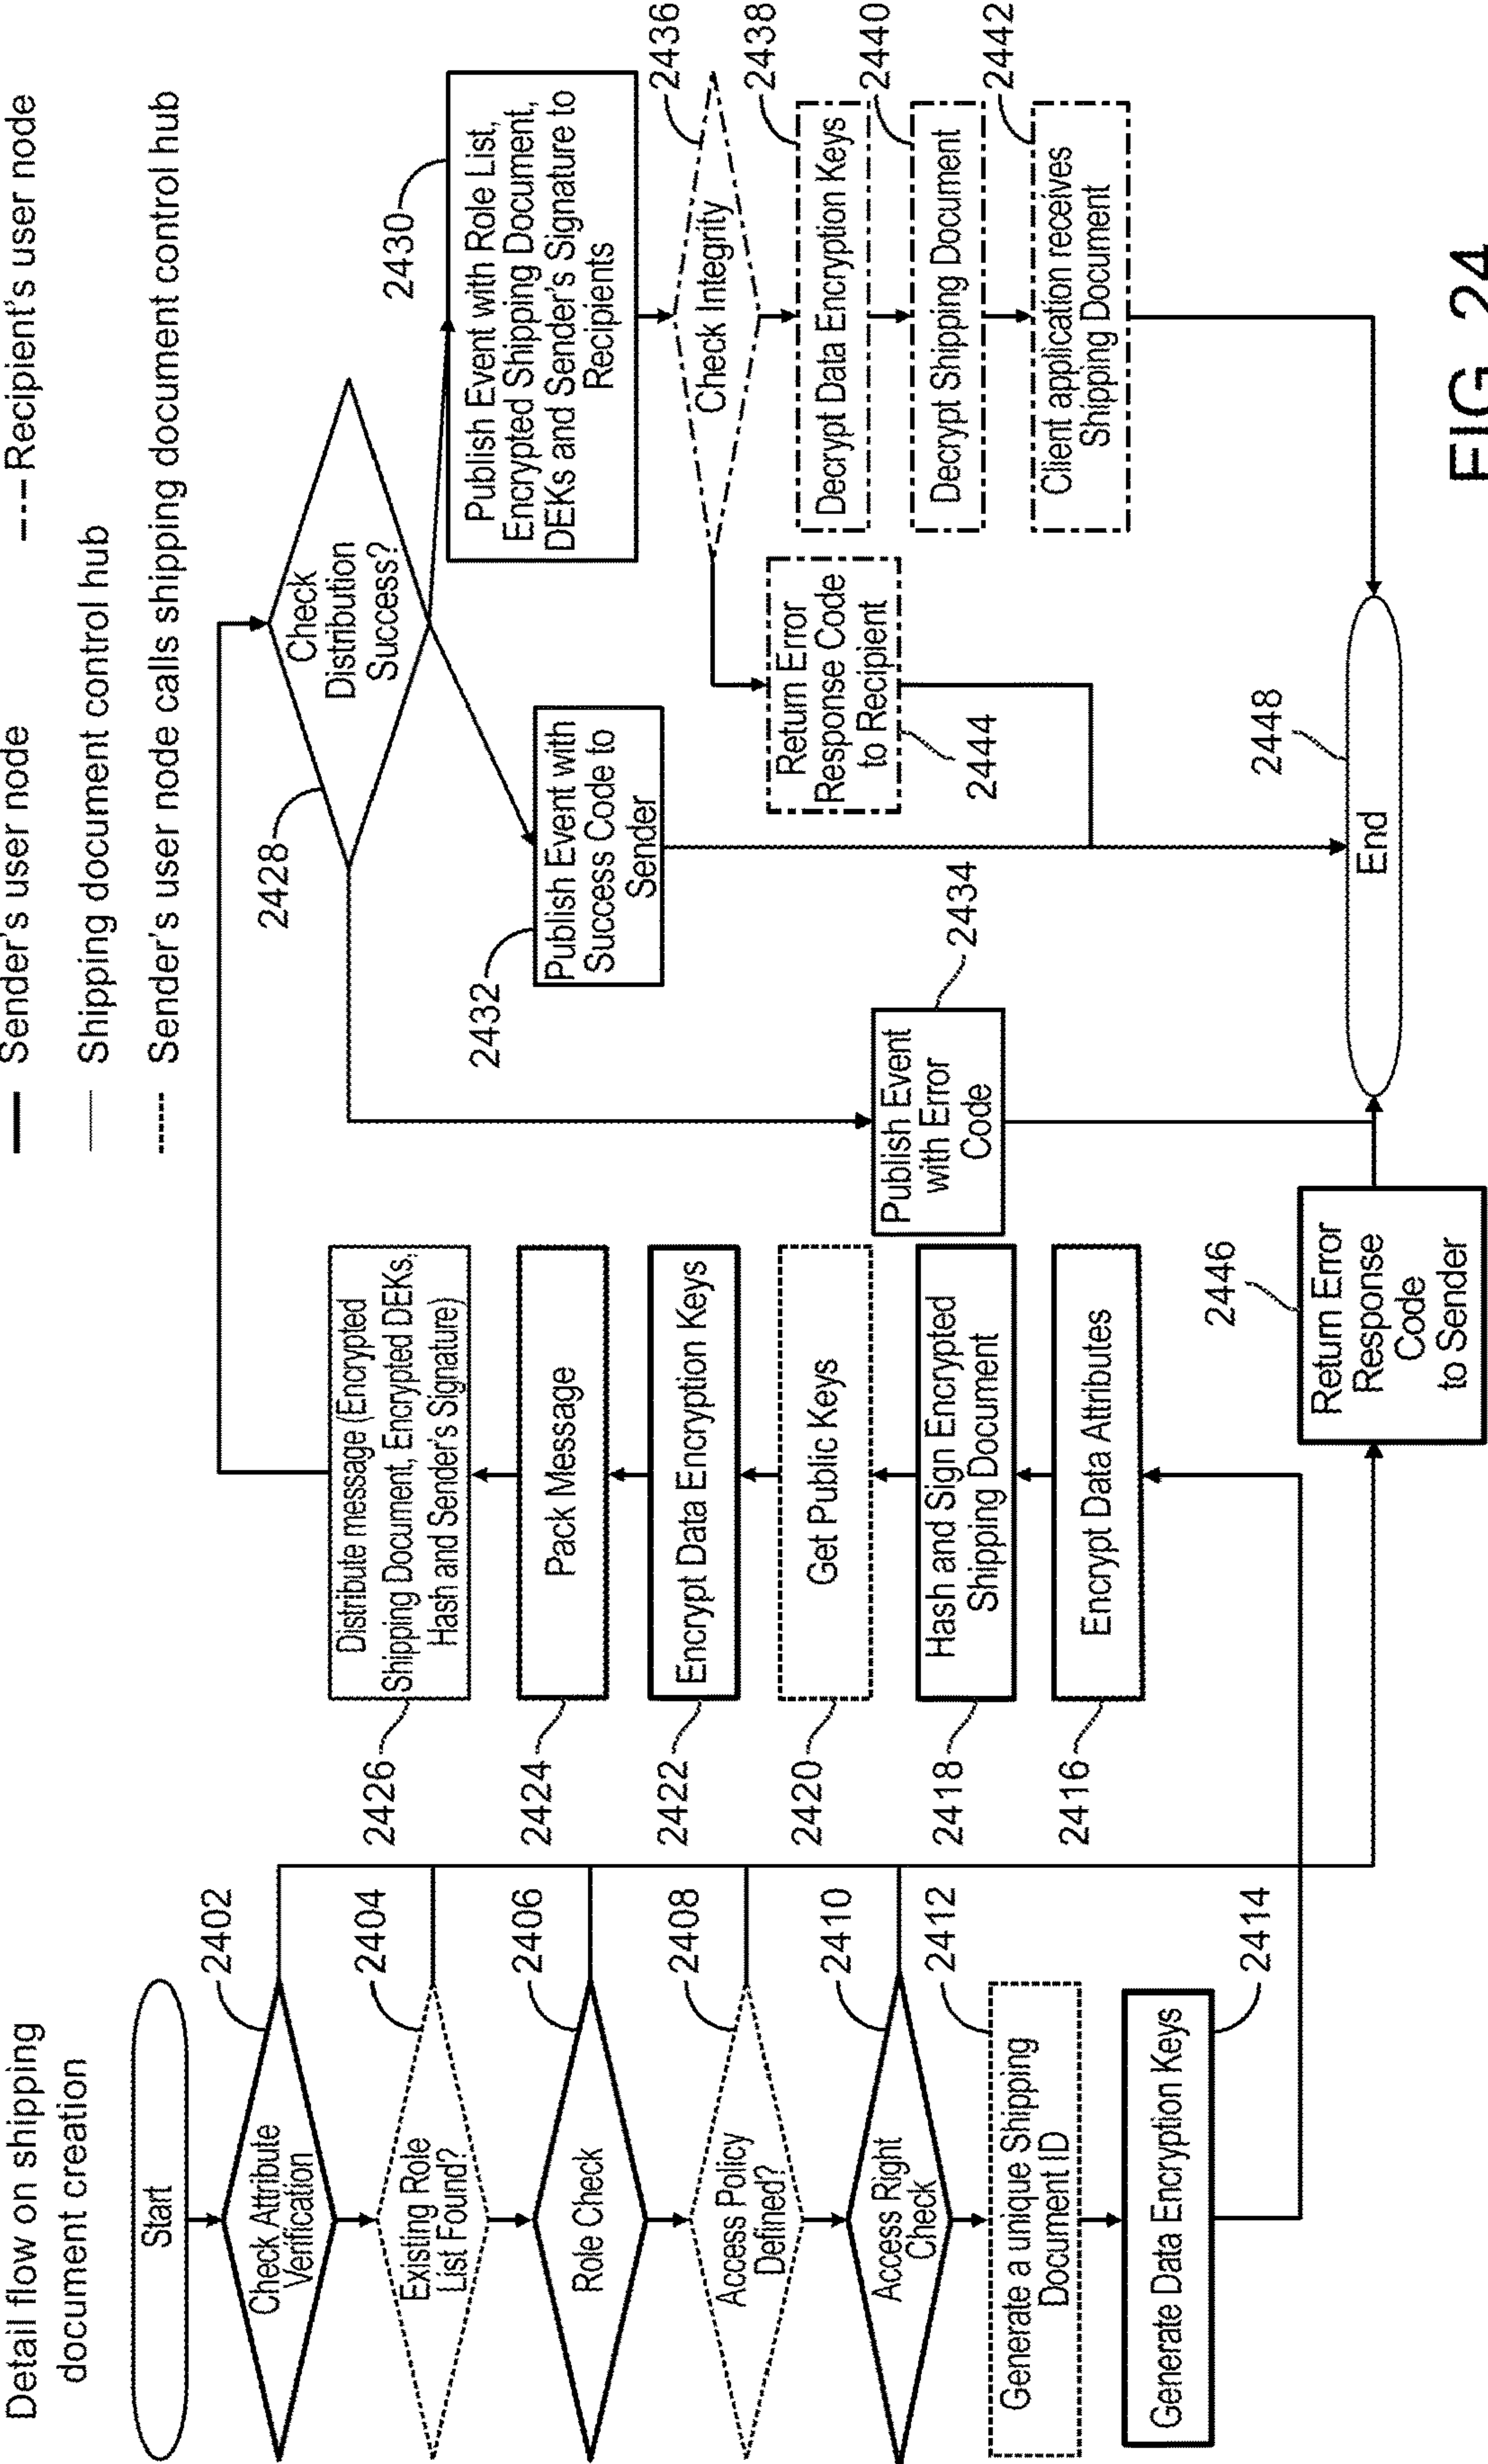 Detail flow on shipping
document creation
Sender's user node
Recipient's user node
Shipping document control hub
Sender's user node calls shipping document control hub
Start
Check Attribute
Verification
2402
Existing Role
List Found?
2404
Role Check
2406
Access Policy
Defined?
2408
Access Right
Check
2410
Generate a unique Shipping
Document ID
2412
Generate Data Encryption Keys
2414
Distribute message (Encrypted
Shipping Document, Encrypted DEKs,
Hash and Sender's Signature)
2426
Pack Message
2424
Encrypt Data Encryption Keys
2422
Get Public Keys
2420
Hash and Sign Encrypted
Shipping Document
2418
Encrypt Data Attributes
2416
Return Error
Response
Code
to Sender
2446
Check
Distribution
Success?
2428
Publish Event with
Success Code to
Sender
2432
Publish Event
with Error
Code
2434
Publish Event with Role List,
Encrypted Shipping Document,
DEKs and Sender's Signature to
Recipients
2430
Check Integrity
2436
Decrypt Data Encryption Keys
2438
Decrypt Shipping Document
2440
Client application receives
Shipping Document
2442
Return Error
Response Code
to Recipient
2444
End
2448
FIG. 24